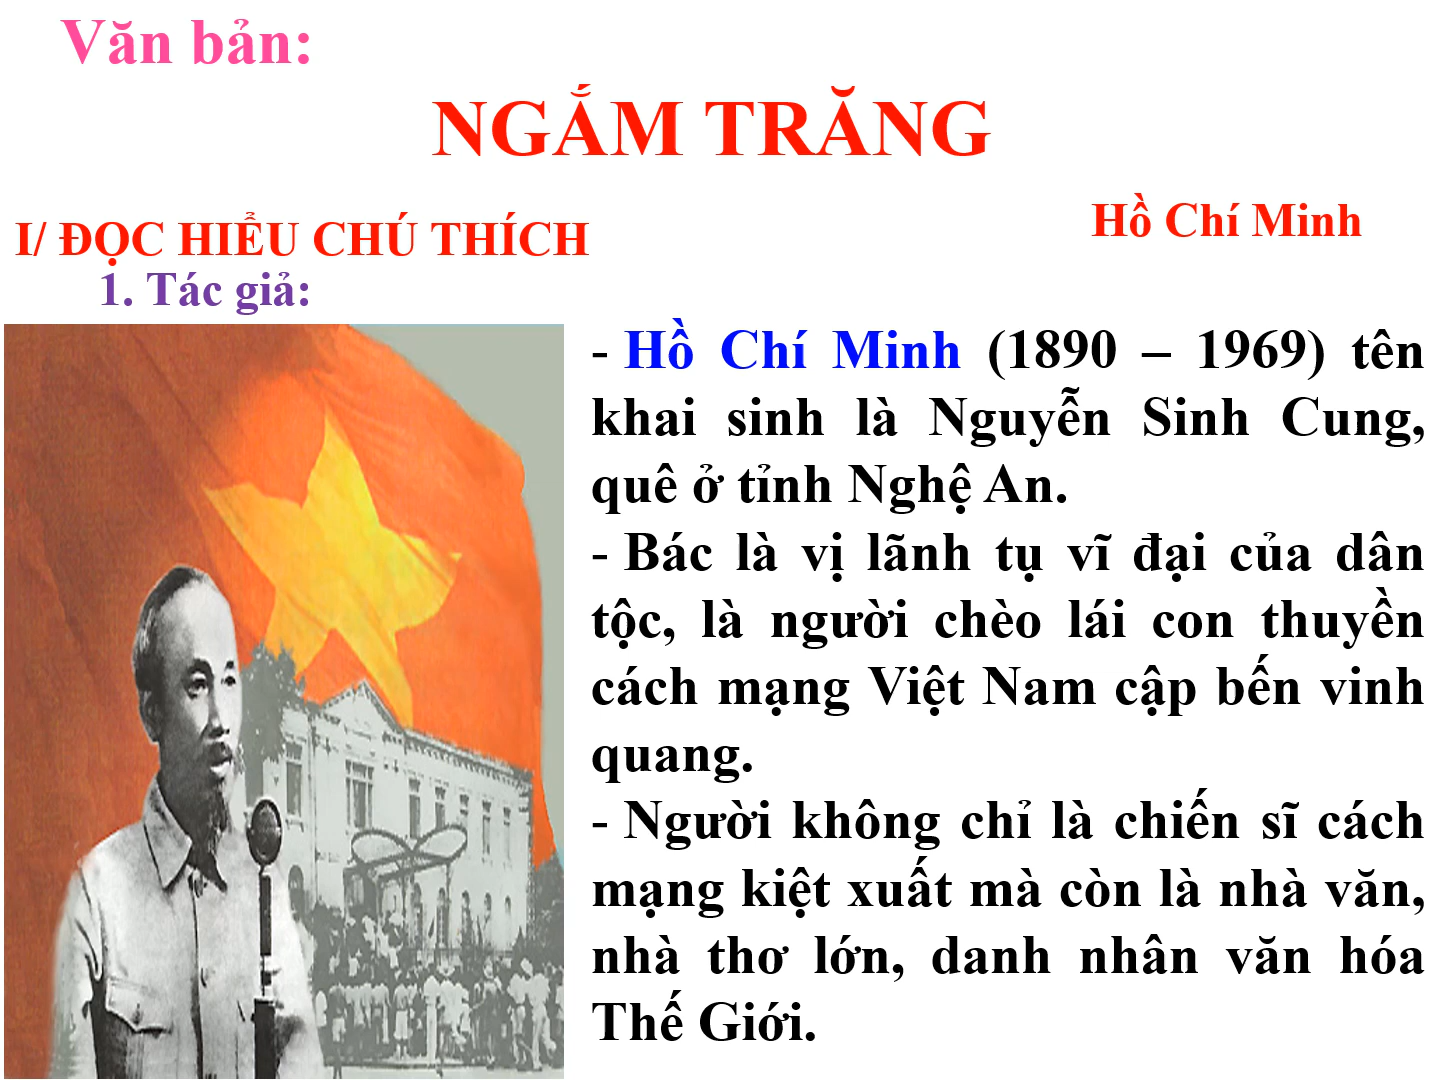 Văn bản:
NGẮM TRĂNG
Hồ Chí Minh
I/ ĐỌC HIỂU CHÚ THÍCH
1. Tác giả:
- Hồ Chí Minh (1890 – 1969) tên
khai sinh là Nguyễn Sinh Cung,
quê ở tỉnh Nghệ An.
- Bác là vị lãnh tụ vĩ đại của dân
tộc, là người chèo lái con thuyền
cách mạng Việt Nam cập bến vinh
quang.
- Người không chỉ là chiến sĩ cách
mạng kiệt xuất mà còn là nhà văn,
nhà thơ lớn, danh nhân văn hóa
Thế Giới.